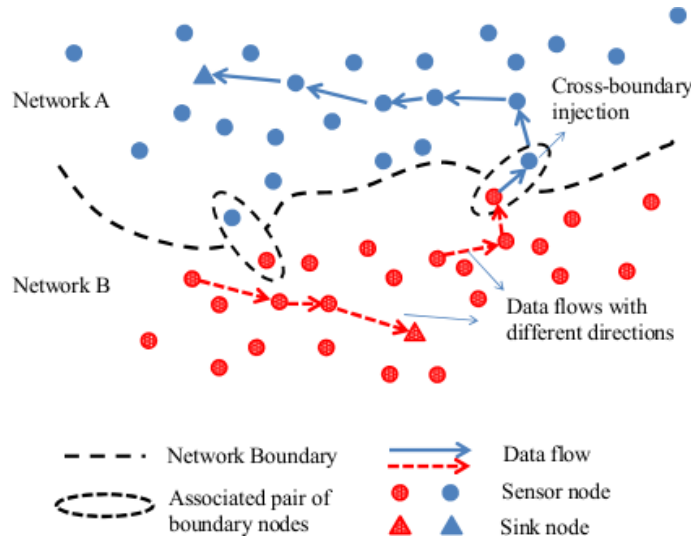 Network A
Cross-boundary
injection
Network B
Data flows with
different directions
Network Boundary
Data flow
Associated pair of
boundary nodes
Sensor node
Sink node